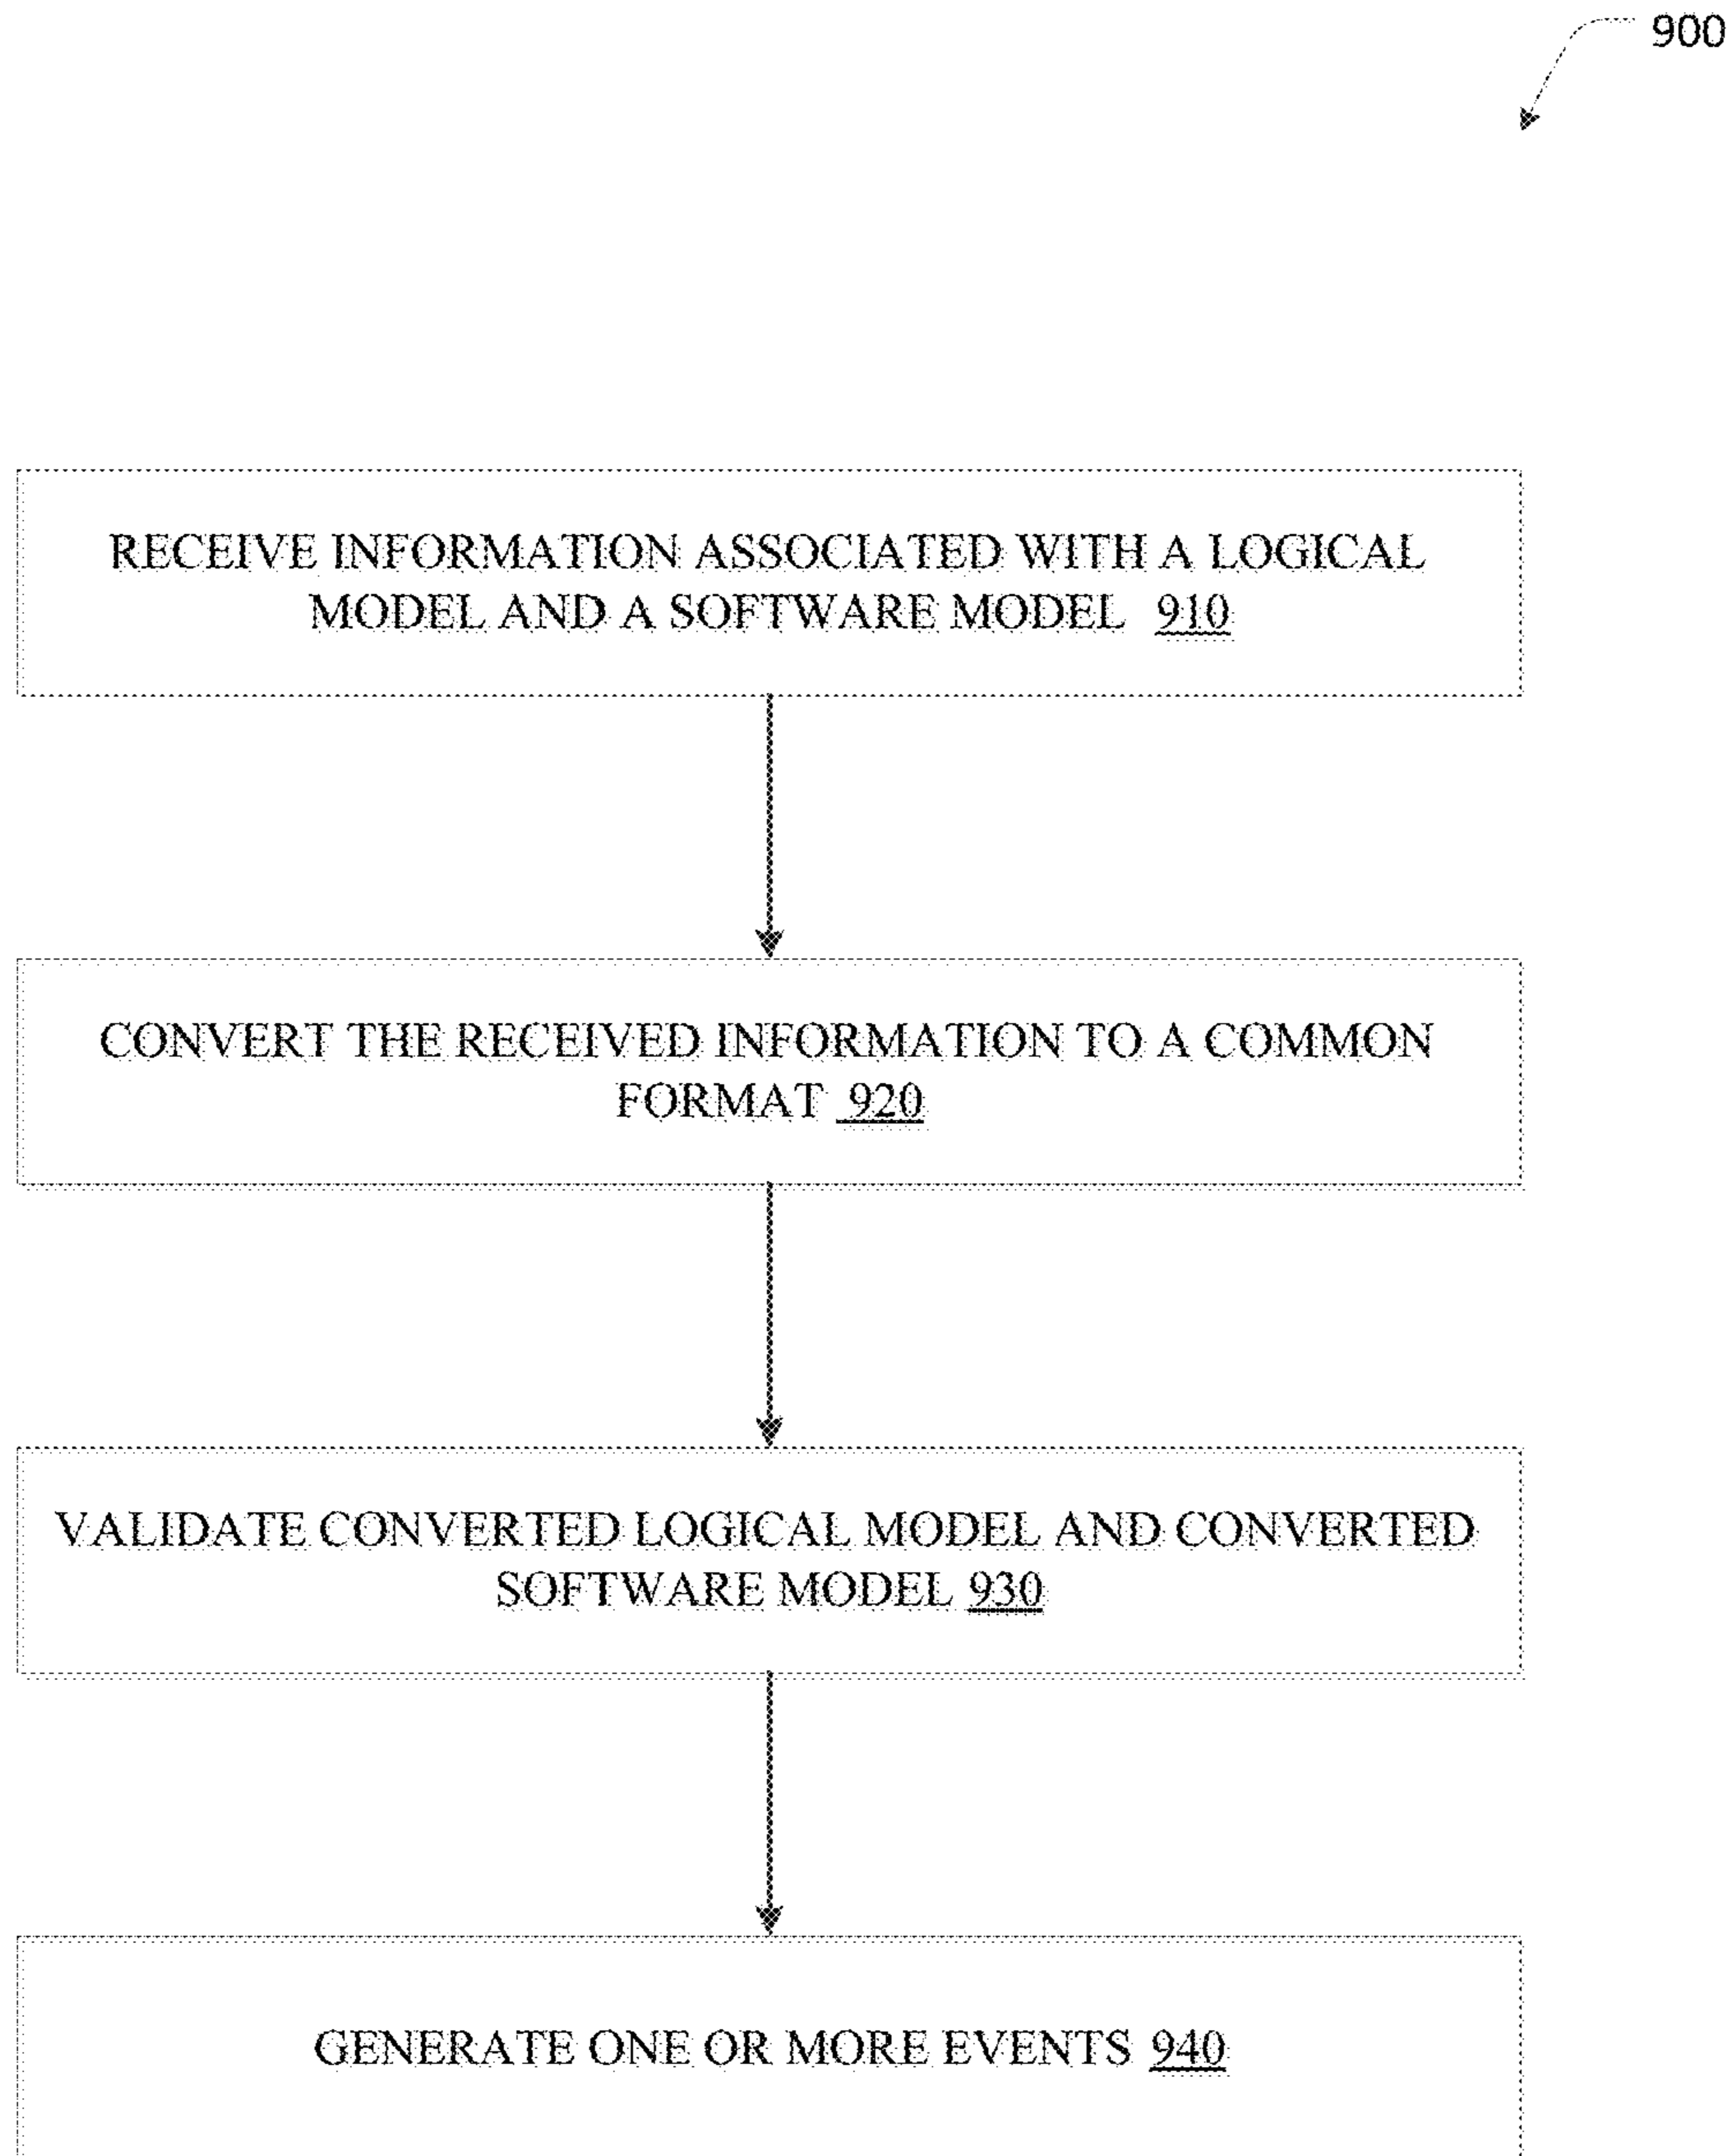 900
RECEIVE INFORMATION ASSOCIATED WITH A LOGICAL
MODEL AND A SOFTWARE MODEL 910
CONVERT THE RECEIVED INFORMATION TO A COMMON
FORMAT 920
VALIDATE CONVERTED LOGICAL MODEL AND CONVERTED
SOFTWARE MODEL 930
GENERATE ONE OR MORE EVENTS 940